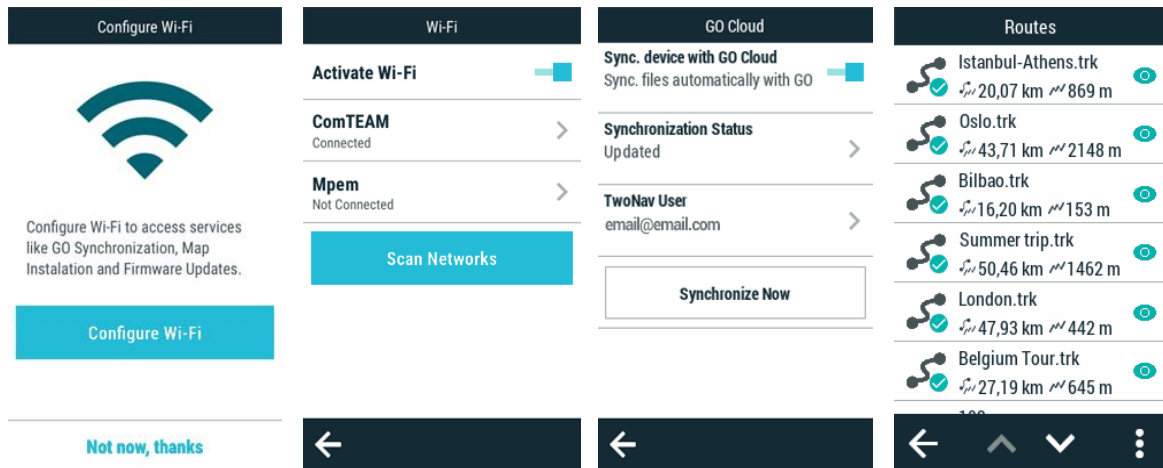 Configure Wi-Fi
Configure Wi-Fi to access services
like GO Synchronization, Map
Instalation and Firmware Updates.
Configure Wi-Fi
Not now, thanks
Wi-Fi
Activate Wi-Fi
ComTEAM
Connected
Mpem
Not Connected
Scan Networks
GO Cloud
Sync. device with GO Cloud
Sync. files automatically with GO
Synchronization Status
Updated
TwoNav User
email@email.com
Synchronize Now
Routes
Istanbul-Athens.trk
20,07 km 869 m
Oslo.trk
43,71 km 2148 m
Bilbao.trk
16,20 km 153 m
Summer trip.trk
50,46 km 1462 m
London.trk
47,93 km 442 m
Belgium Tour.trk
27,19 km 645 m